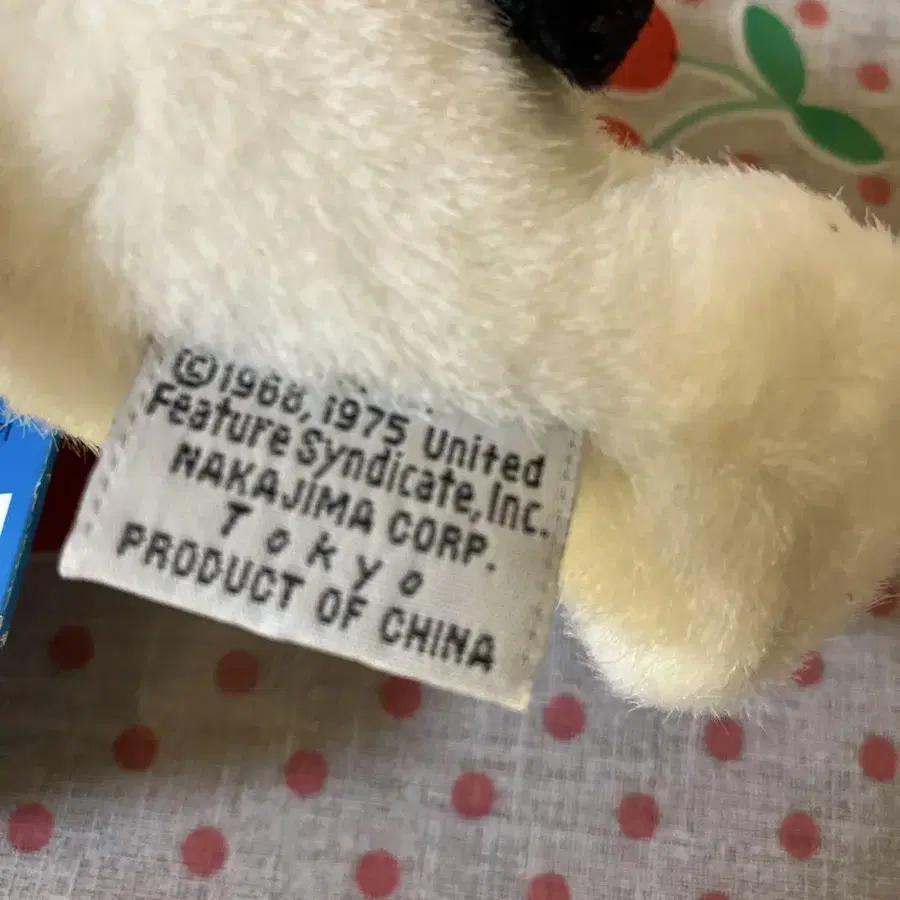 ©1968, 1975 United
Feature Syndicate, Inc.
NAKAJIMA CORP.
Tokyo
PRODUCT OF CHINA